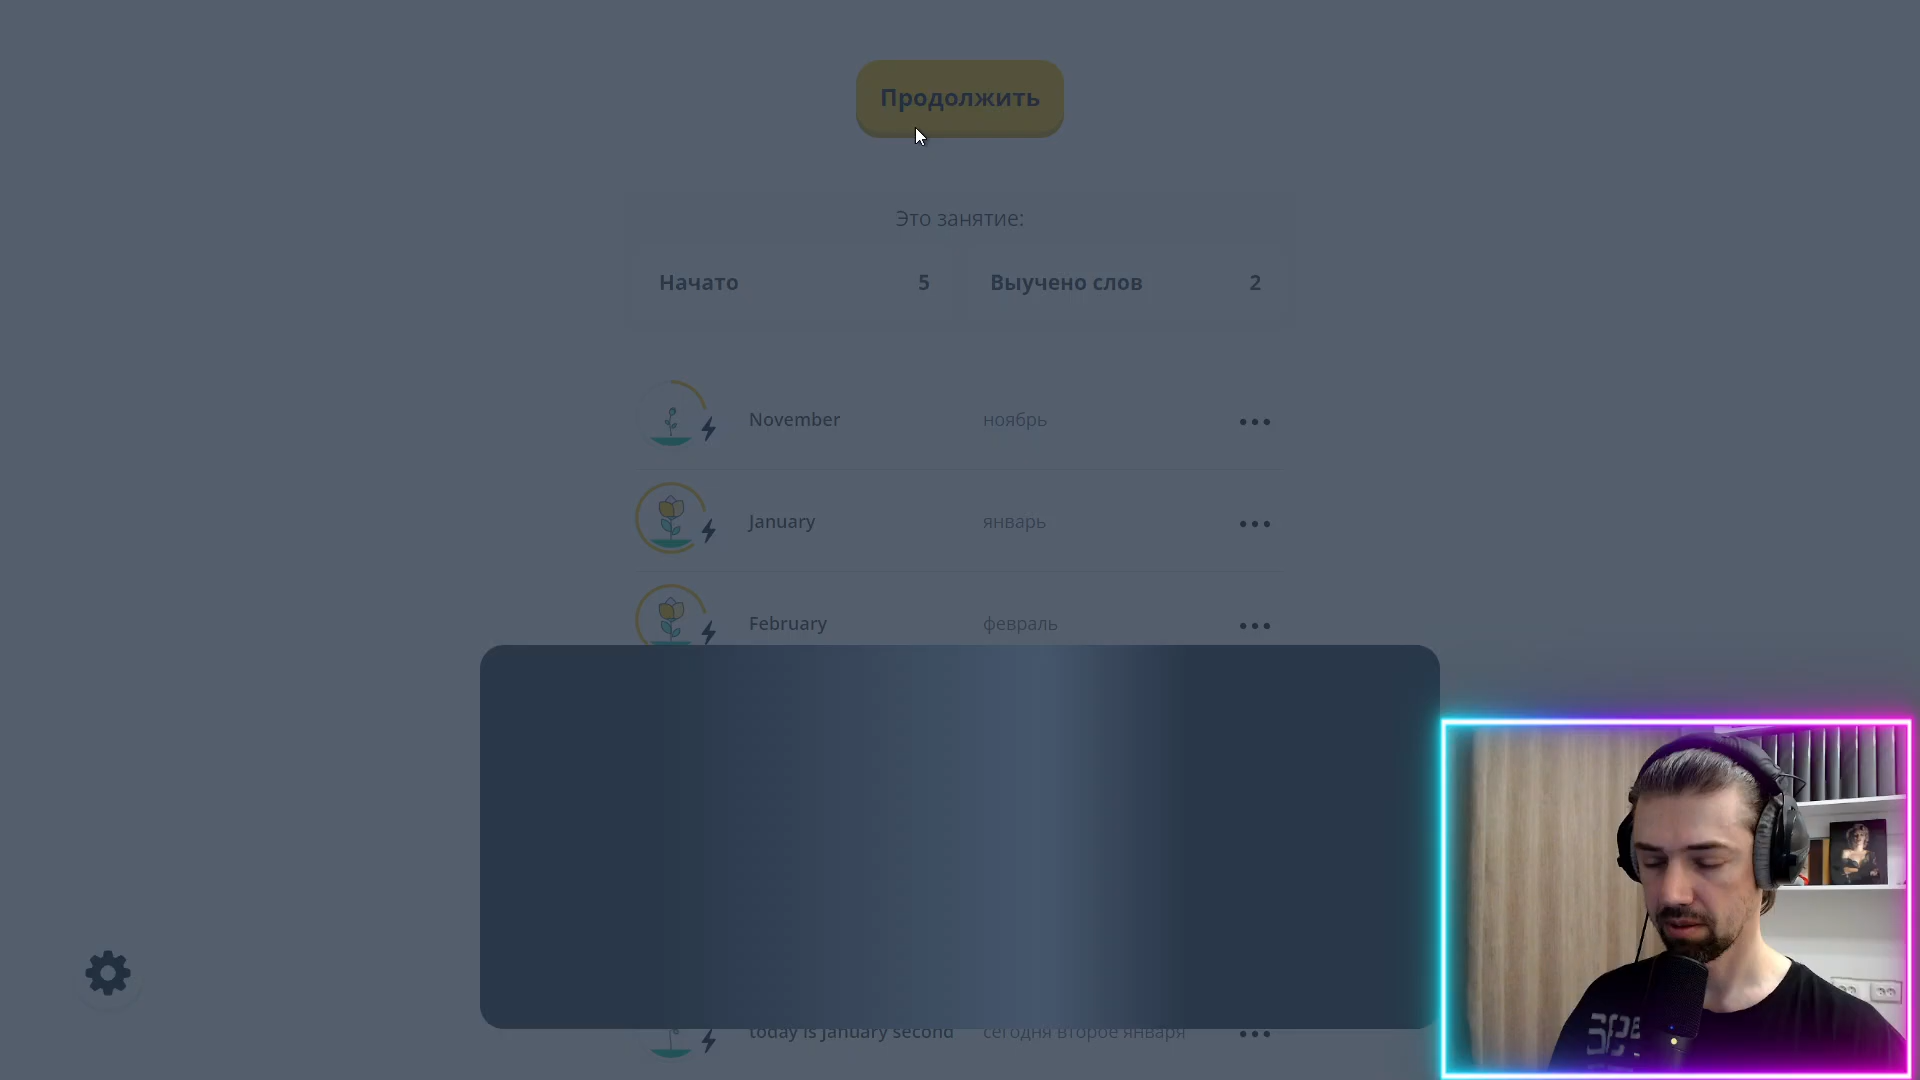 Продолжить
Это занятие:
Начато 5 Выучено слов 2
November ноябрь
January январь
February февраль
today is January second сегодня второе января